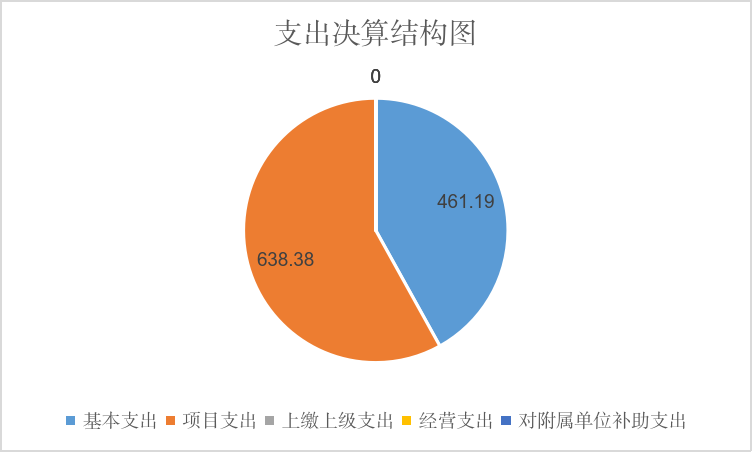 支出决算结构图
0
461.19
638.38
基本支出 项目支出 上缴上级支出 经营支出 对附属单位补助支出